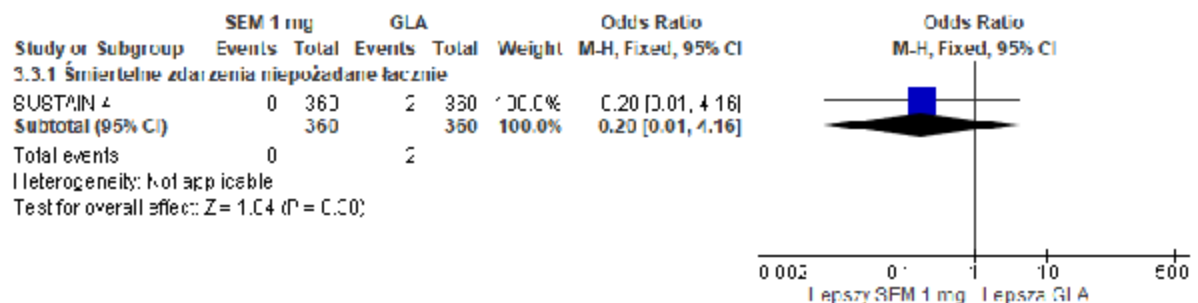 SEM 1 mg GLA Odds Ratio Odds Ratio
Study or Subgroup Events Total Events Total Weight M-H, Fixed, 95% CI M-H, Fixed, 95% CI
3.3.1 Śmiertelne zdarzenia niepożądane łacznie
SUSTAIN 4 0 360 2 360 100.0% 0.20 [0.01, 4.16]
Subtotal (95% CI) 360 360 100.0% 0.20 [0.01, 4.16]
Total events 0 2
Heterogeneity: Not applicable
Test for overall effect: Z = 1.04 (P = 0.30)
0.002 0.1 1 10 500
Lepszy SEM 1 mg Lepsza GLA